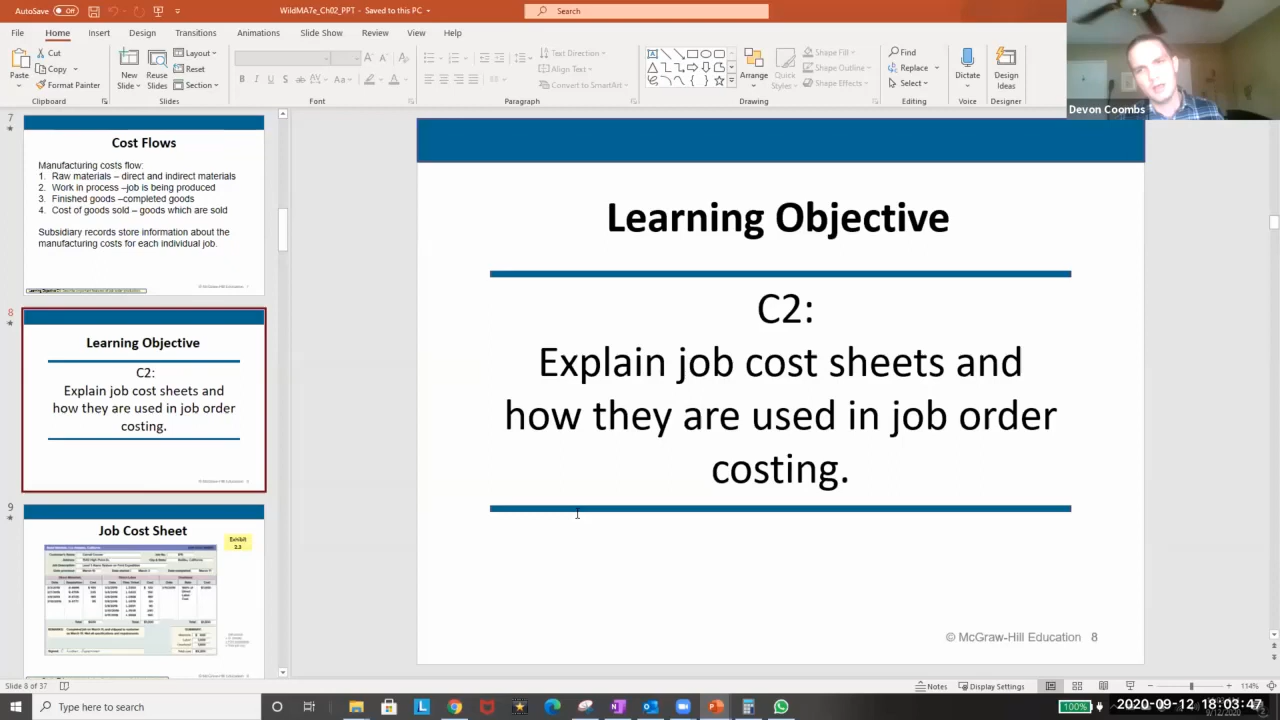 AutoSave Off
WildMA7e_Ch02_PPT - Saved to this PC
Search
File Home Insert Design Transitions Animations Slide Show Review View Help
Paste
Cut
Copy
Format Painter
Clipboard
New Slide
Reuse Slides
Layout
Reset
Section
Slides
Font
Text Direction
Align Text
Convert to SmartArt
Paragraph
Arrange
Quick Styles
Shape Fill
Shape Outline
Shape Effects
Drawing
Find
Replace
Select
Editing
Dictate
Voice
Design Ideas
Designer
Devon Coombs
7
Cost Flows
Manufacturing costs flow:
1. Raw materials – direct and indirect materials
2. Work in process –job is being produced
3. Finished goods –completed goods
4. Cost of goods sold – goods which are sold
Subsidiary records store information about the
manufacturing costs for each individual job.
8
Learning Objective
C2:
Explain job cost sheets and
how they are used in job order
costing.
9
Job Cost Sheet
Exhibit
Learning Objective
C2:
Explain job cost sheets and
how they are used in job order
costing.
© McGraw-Hill Education 8
Slide 8 of 37
Notes
Display Settings
114%
Type here to search
100%
2020-09-12 18:03:47